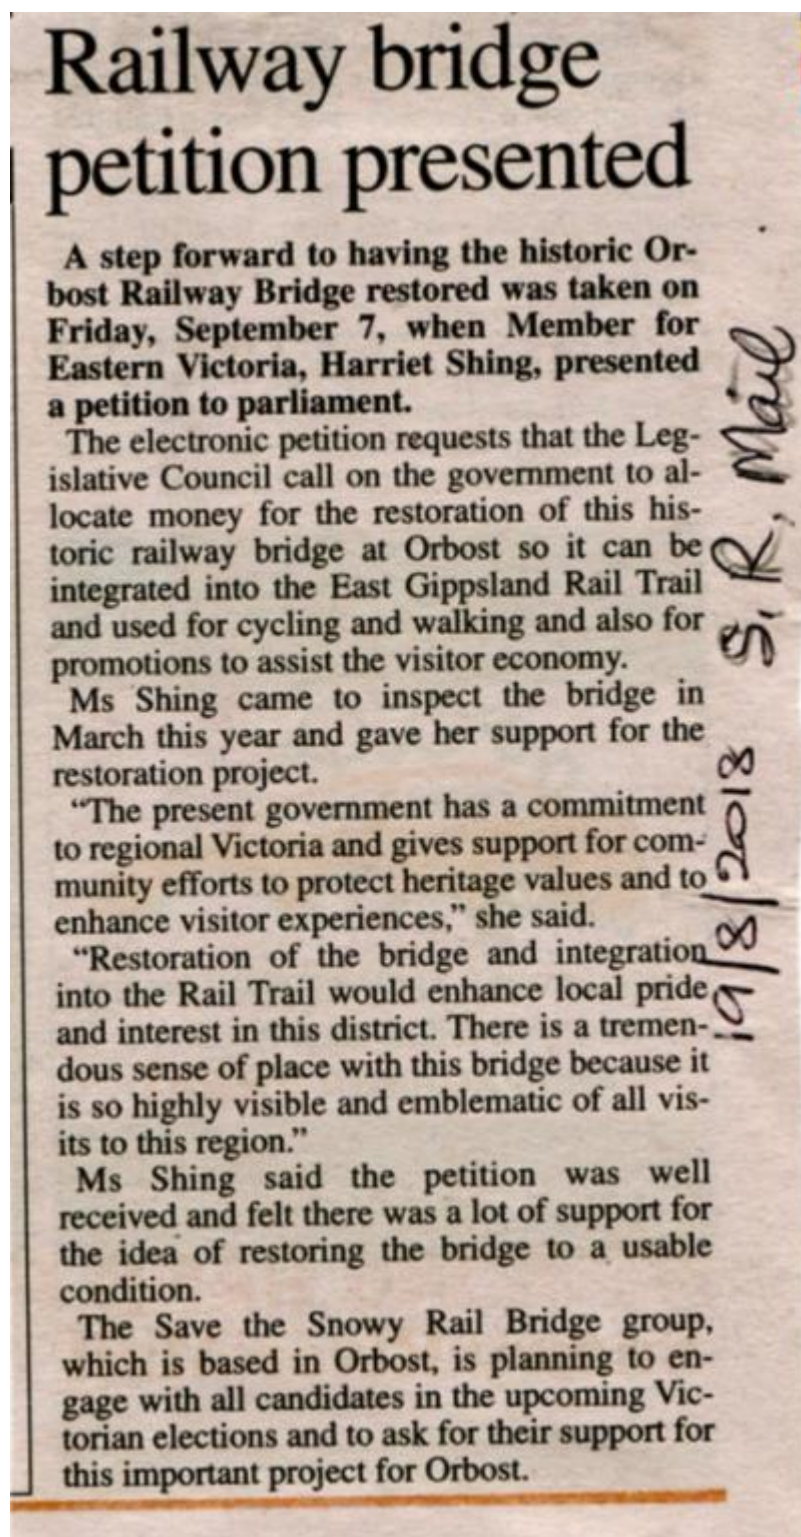 Railway bridge
petition presented
A step forward to having the historic Or-
bost Railway Bridge restored was taken on
Friday, September 7, when Member for
Eastern Victoria, Harriet Shing, presented
a petition to parliament.
The electronic petition requests that the Leg-
islative Council call on the government to al-
locate money for the restoration of this his-
toric railway bridge at Orbost so it can be
integrated into the East Gippsland Rail Trail
and used for cycling and walking and also for
promotions to assist the visitor economy.
Ms Shing came to inspect the bridge in
March this year and gave her support for the
restoration project.
“The present government has a commitment
to regional Victoria and gives support for com-
munity efforts to protect heritage values and to
enhance visitor experiences,” she said.
“Restoration of the bridge and integration
into the Rail Trail would enhance local pride
and interest in this district. There is a tremen-
dous sense of place with this bridge because it
is so highly visible and emblematic of all vis-
its to this region.”
Ms Shing said the petition was well
received and felt there was a lot of support for
the idea of restoring the bridge to a usable
condition.
The Save the Snowy Rail Bridge group,
which is based in Orbost, is planning to en-
gage with all candidates in the upcoming Vic-
torian elections and to ask for their support for
this important project for Orbost.
19/8/2018 S, R, Mail